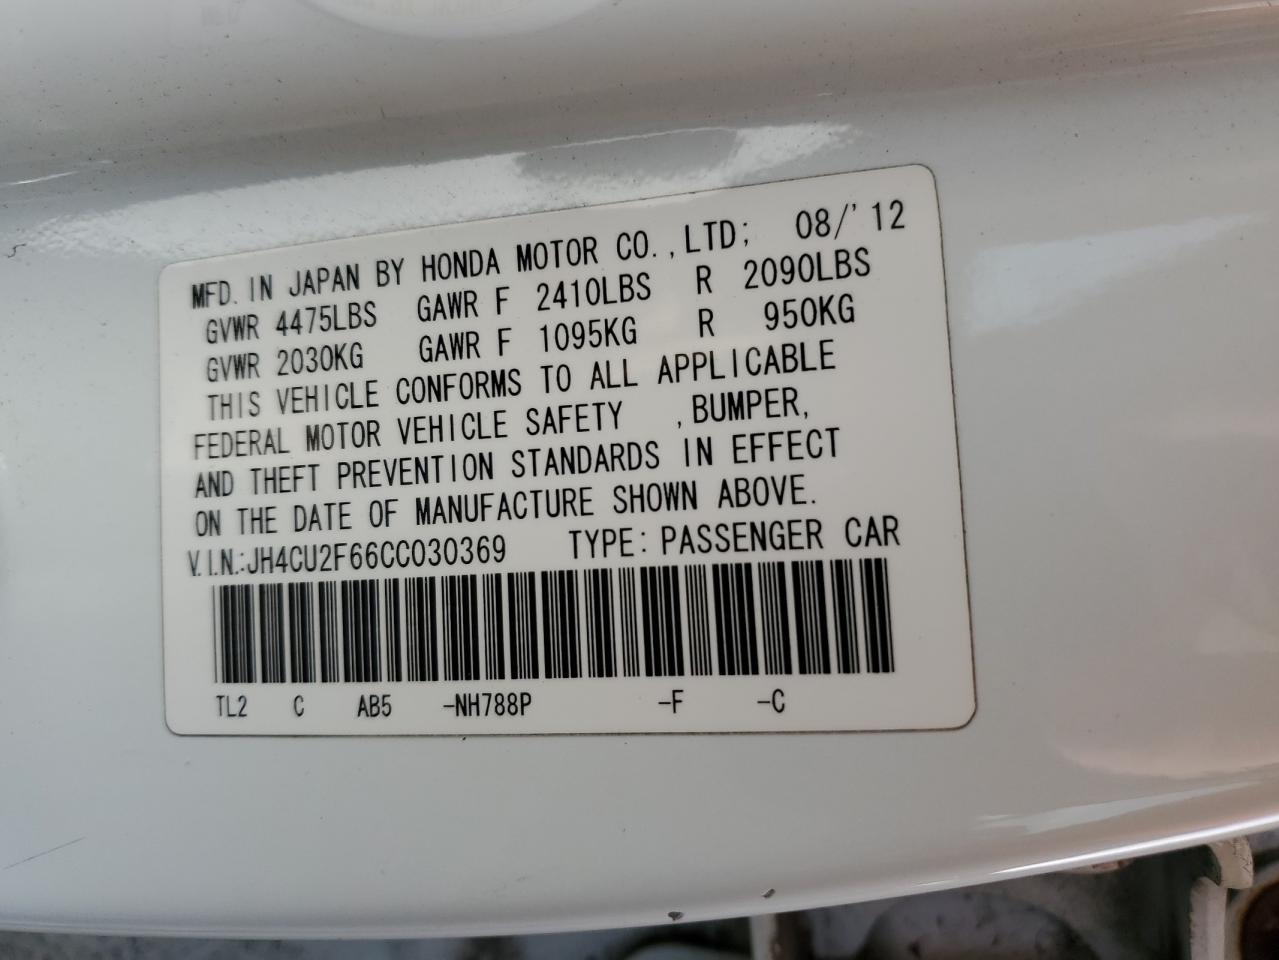 MFD. IN JAPAN BY HONDA MOTOR CO., LTD; 08/'12
GVWR 4475LBS GAWR F 2410LBS R 2090LBS
GVWR 2030KG GAWR F 1095KG R 950KG
THIS VEHICLE CONFORMS TO ALL APPLICABLE
FEDERAL MOTOR VEHICLE SAFETY , BUMPER,
AND THEFT PREVENTION STANDARDS IN EFFECT
ON THE DATE OF MANUFACTURE SHOWN ABOVE.
V.I.N.:JH4CU2F66CC030369 TYPE: PASSENGER CAR
TL2 C AB5 -NH788P -F -C